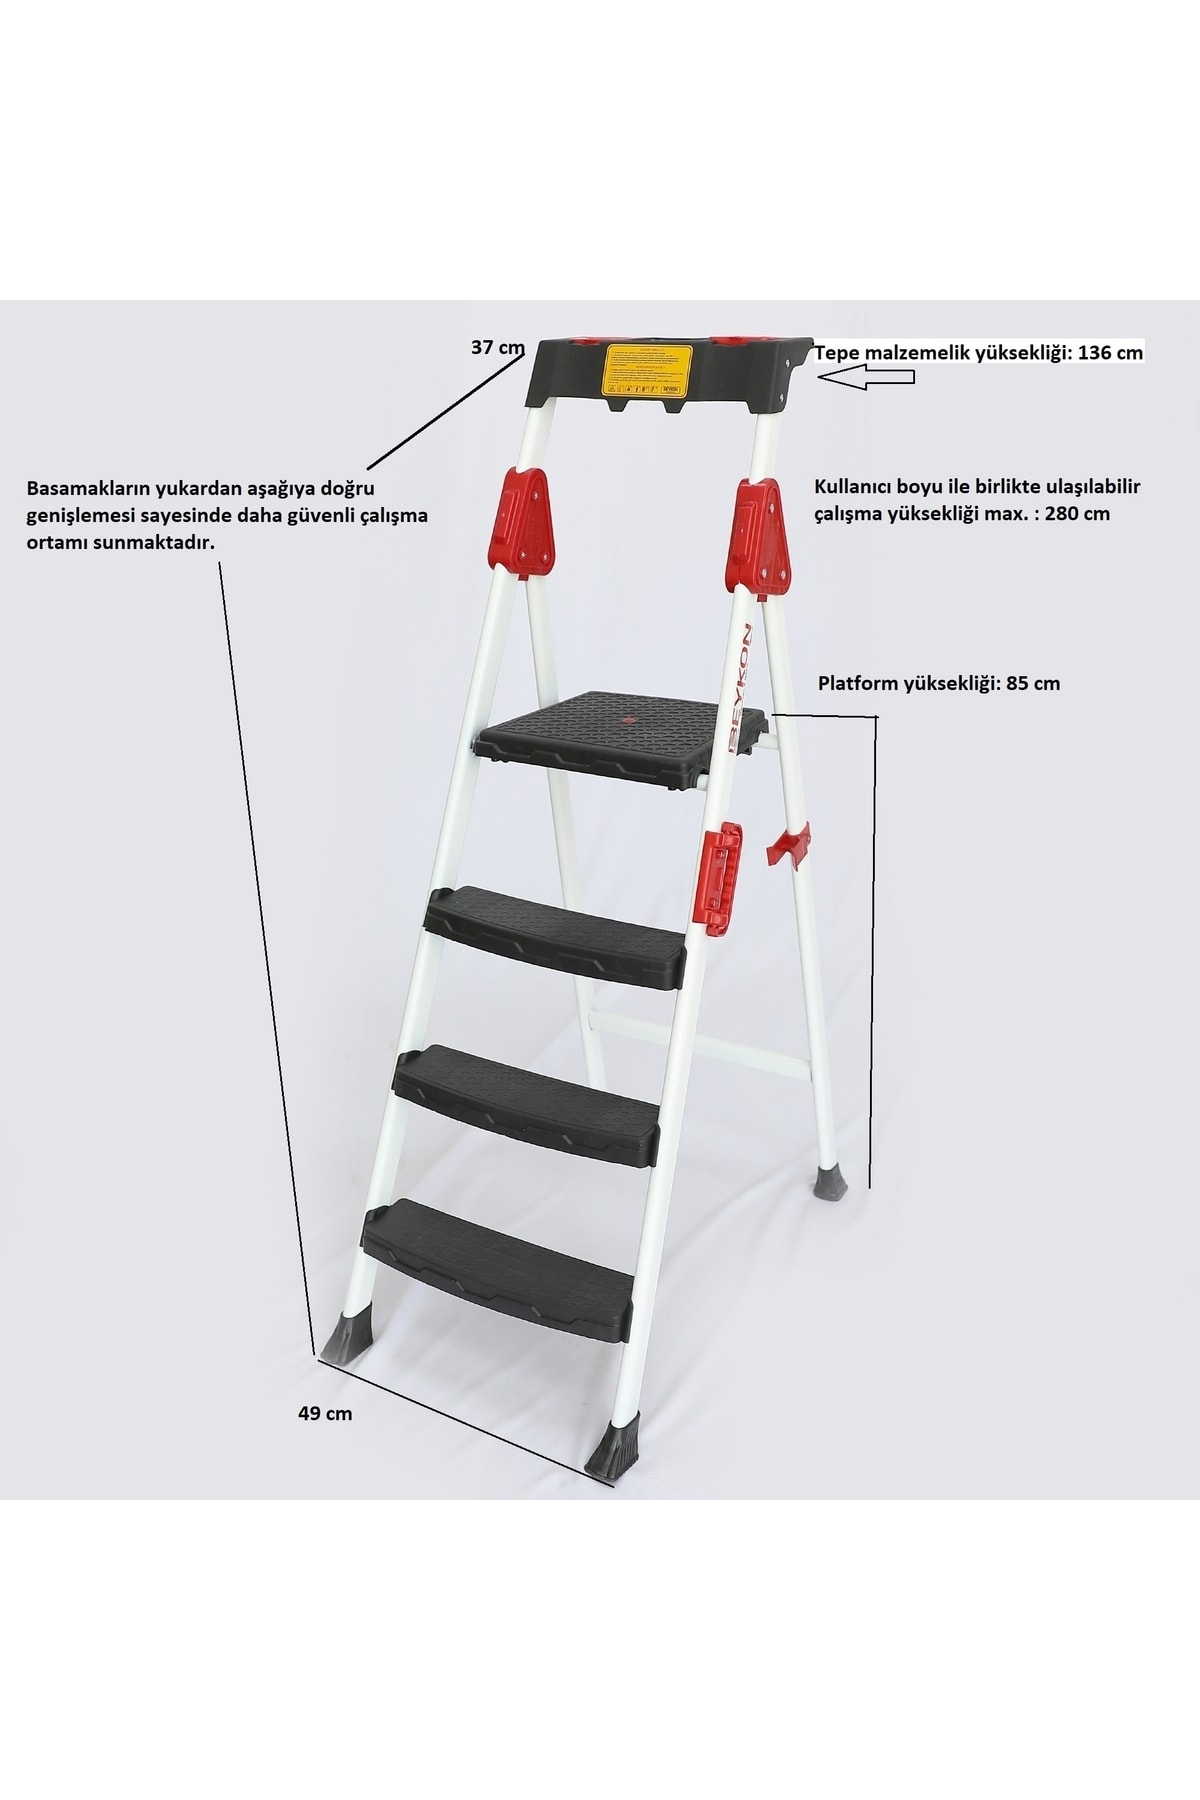 37 cm
Tepe malzemelik yüksekliği: 136 cm
Basamakların yukardan aşağıya doğru
genişlemesi sayesinde daha güvenli çalışma
ortamı sunmaktadır.
Kullanıcı boyu ile birlikte ulaşılabilir
çalışma yüksekliği max. : 280 cm
BEYKON
Platform yüksekliği: 85 cm
49 cm